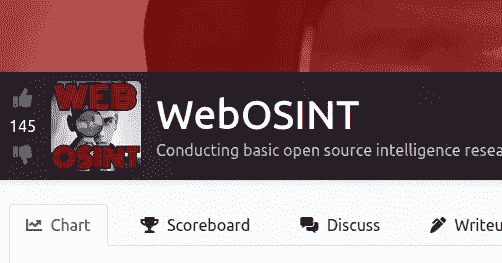 WEB
OSINT
145
WebOSINT
Conducting basic open source intelligence resea
Chart
Scoreboard
Discuss
Writeu